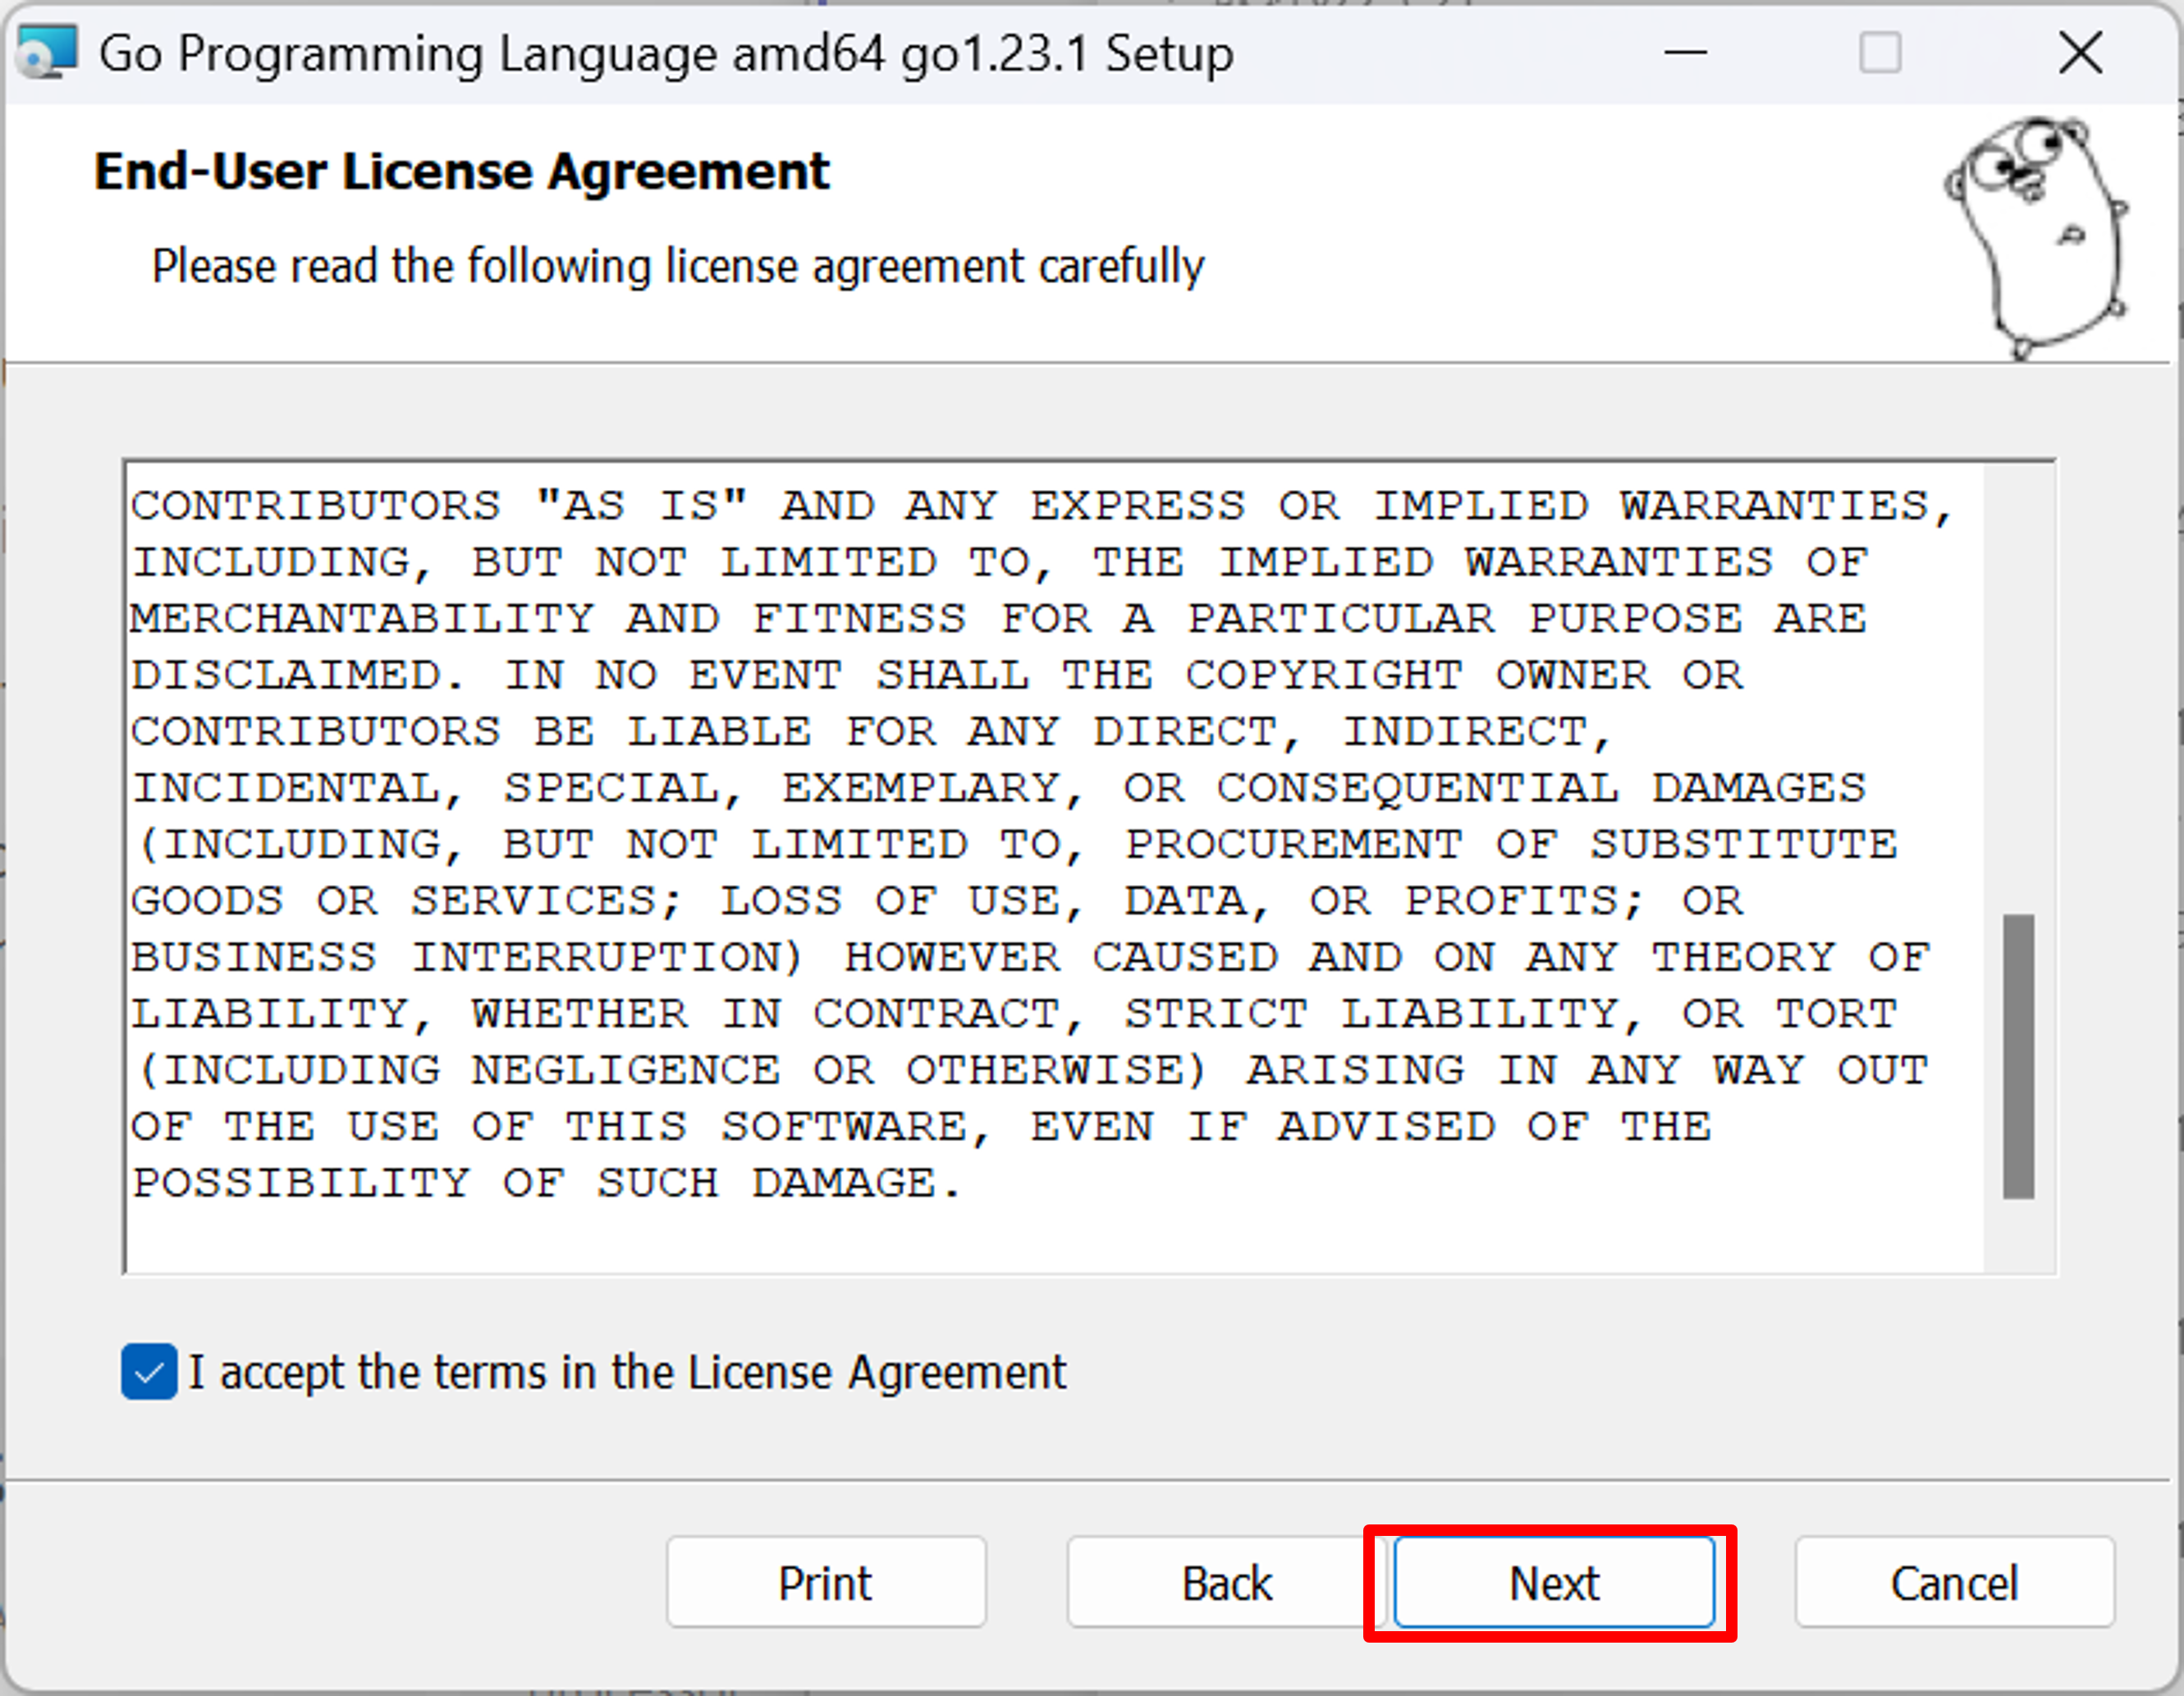 Go Programming Language amd64 go1.23.1 Setup
End-User License Agreement
Please read the following license agreement carefully
CONTRIBUTORS "AS IS" AND ANY EXPRESS OR IMPLIED WARRANTIES,
INCLUDING, BUT NOT LIMITED TO, THE IMPLIED WARRANTIES OF
MERCHANTABILITY AND FITNESS FOR A PARTICULAR PURPOSE ARE
DISCLAIMED. IN NO EVENT SHALL THE COPYRIGHT OWNER OR
CONTRIBUTORS BE LIABLE FOR ANY DIRECT, INDIRECT,
INCIDENTAL, SPECIAL, EXEMPLARY, OR CONSEQUENTIAL DAMAGES
(INCLUDING, BUT NOT LIMITED TO, PROCUREMENT OF SUBSTITUTE
GOODS OR SERVICES; LOSS OF USE, DATA, OR PROFITS; OR
BUSINESS INTERRUPTION) HOWEVER CAUSED AND ON ANY THEORY OF
LIABILITY, WHETHER IN CONTRACT, STRICT LIABILITY, OR TORT
(INCLUDING NEGLIGENCE OR OTHERWISE) ARISING IN ANY WAY OUT
OF THE USE OF THIS SOFTWARE, EVEN IF ADVISED OF THE
POSSIBILITY OF SUCH DAMAGE.
I accept the terms in the License Agreement
Print Back Next Cancel